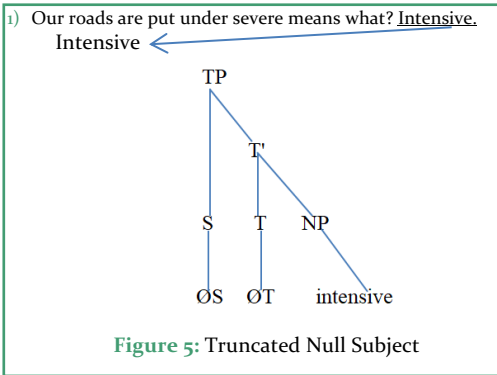 1) Our roads are put under severe means what? Intensive.
Intensive
TP
T'
S T NP
ØS ØT intensive
Figure 5: Truncated Null Subject